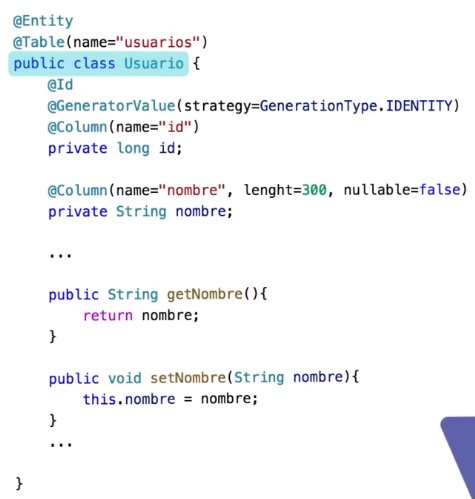 @Entity
@Table(name="usuarios")
public class Usuario {
@Id
@GeneratorValue(strategy=GenerationType.IDENTITY)
@Column(name="id")
private long id;
@Column(name="nombre", lenght=300, nullable=false)
private String nombre;
...
public String getNombre(){
return nombre;
}
public void setNombre(String nombre){
this.nombre = nombre;
}
...
}